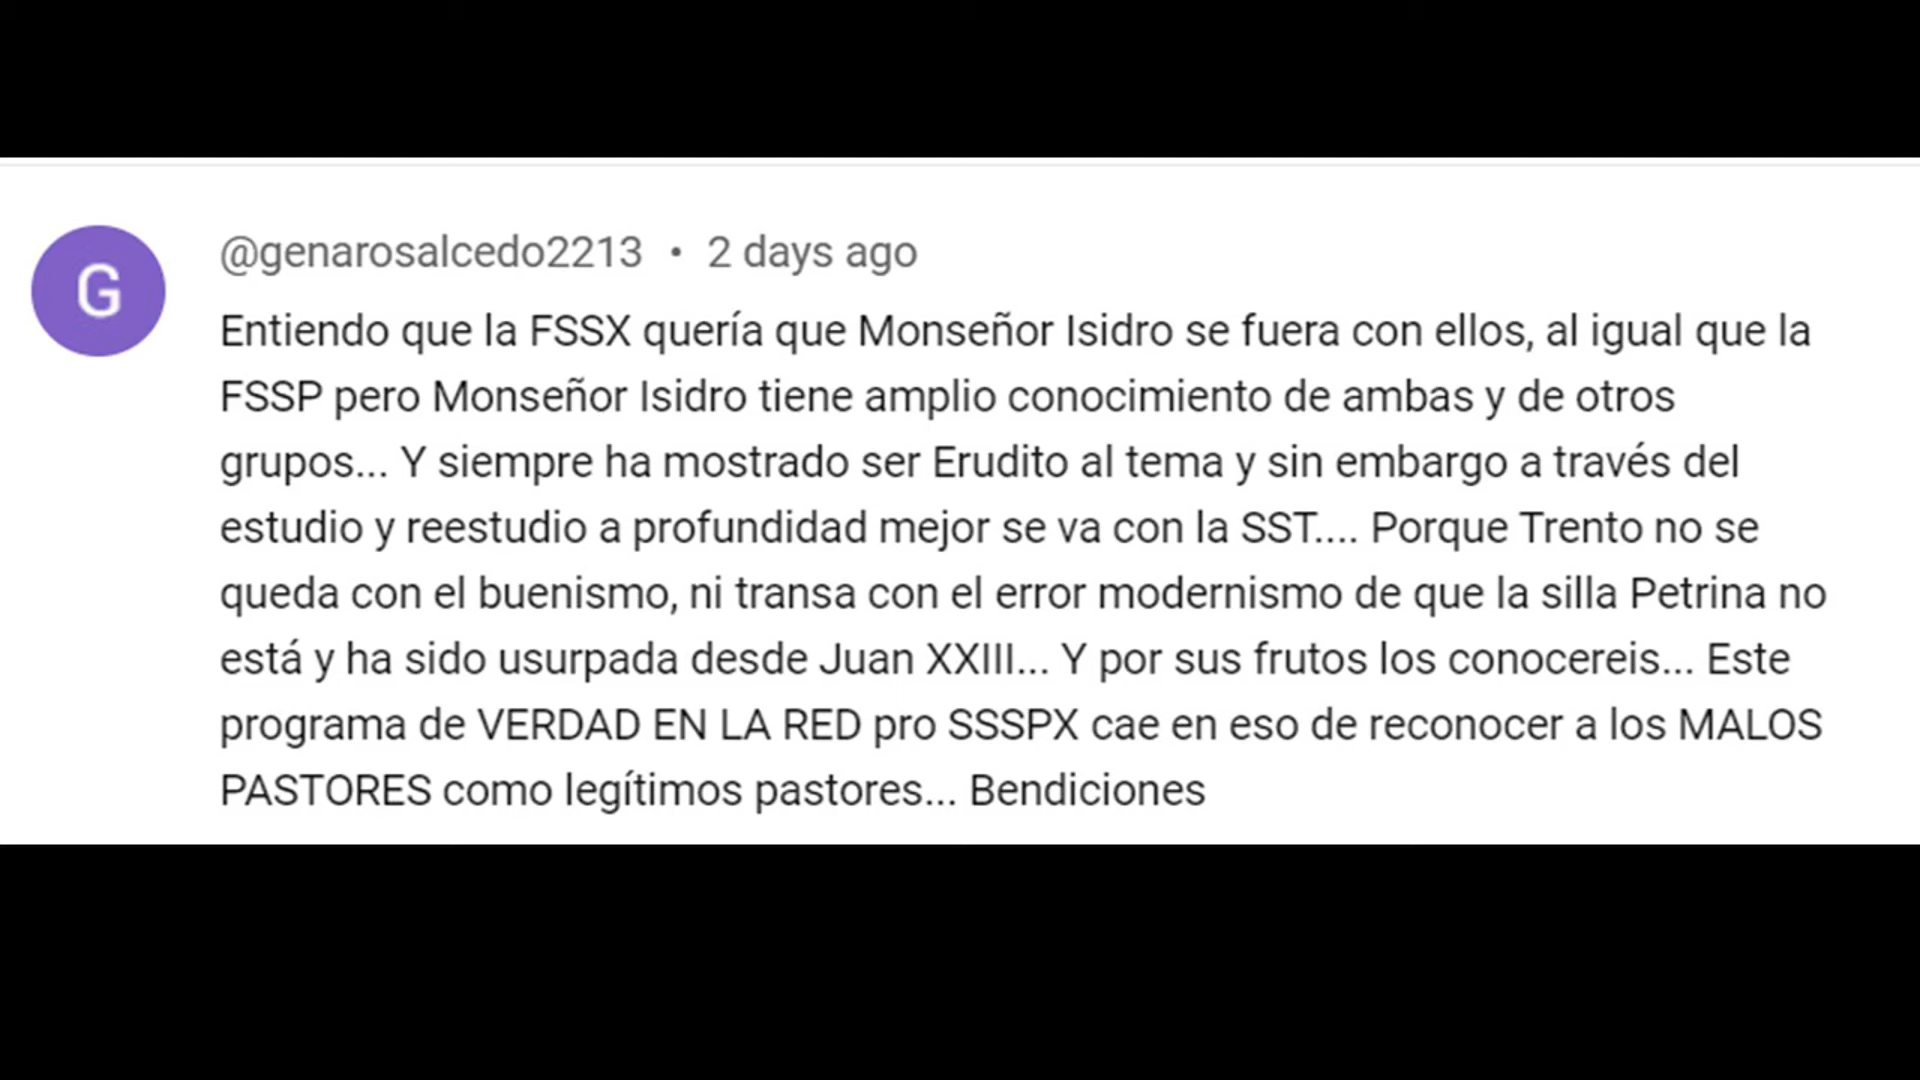 G
@genarosalcedo2213 • 2 days ago
Entiendo que la FSSX quería que Monseñor Isidro se fuera con ellos, al igual que la
FSSP pero Monseñor Isidro tiene amplio conocimiento de ambas y de otros
grupos... Y siempre ha mostrado ser Erudito al tema y sin embargo a través del
estudio y reestudio a profundidad mejor se va con la SST.... Porque Trento no se
queda con el buenismo, ni transa con el error modernismo de que la silla Petrina no
está y ha sido usurpada desde Juan XXIII... Y por sus frutos los conocereis... Este
programa de VERDAD EN LA RED pro SSSPX cae en eso de reconocer a los MALOS
PASTORES como legítimos pastores... Bendiciones